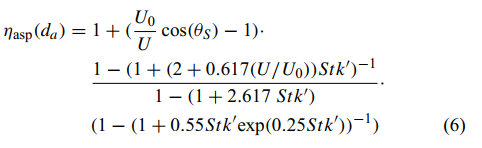 η_asp(d_a) = 1 + (U_0/U cos(θ_S) − 1)·
1 − (1 + (2 + 0.617(U/U_0))Stk′)^−1
1 − (1 + 2.617 Stk′) ·
(1 − (1 + 0.55Stk′exp(0.25Stk′))^−1) (6)